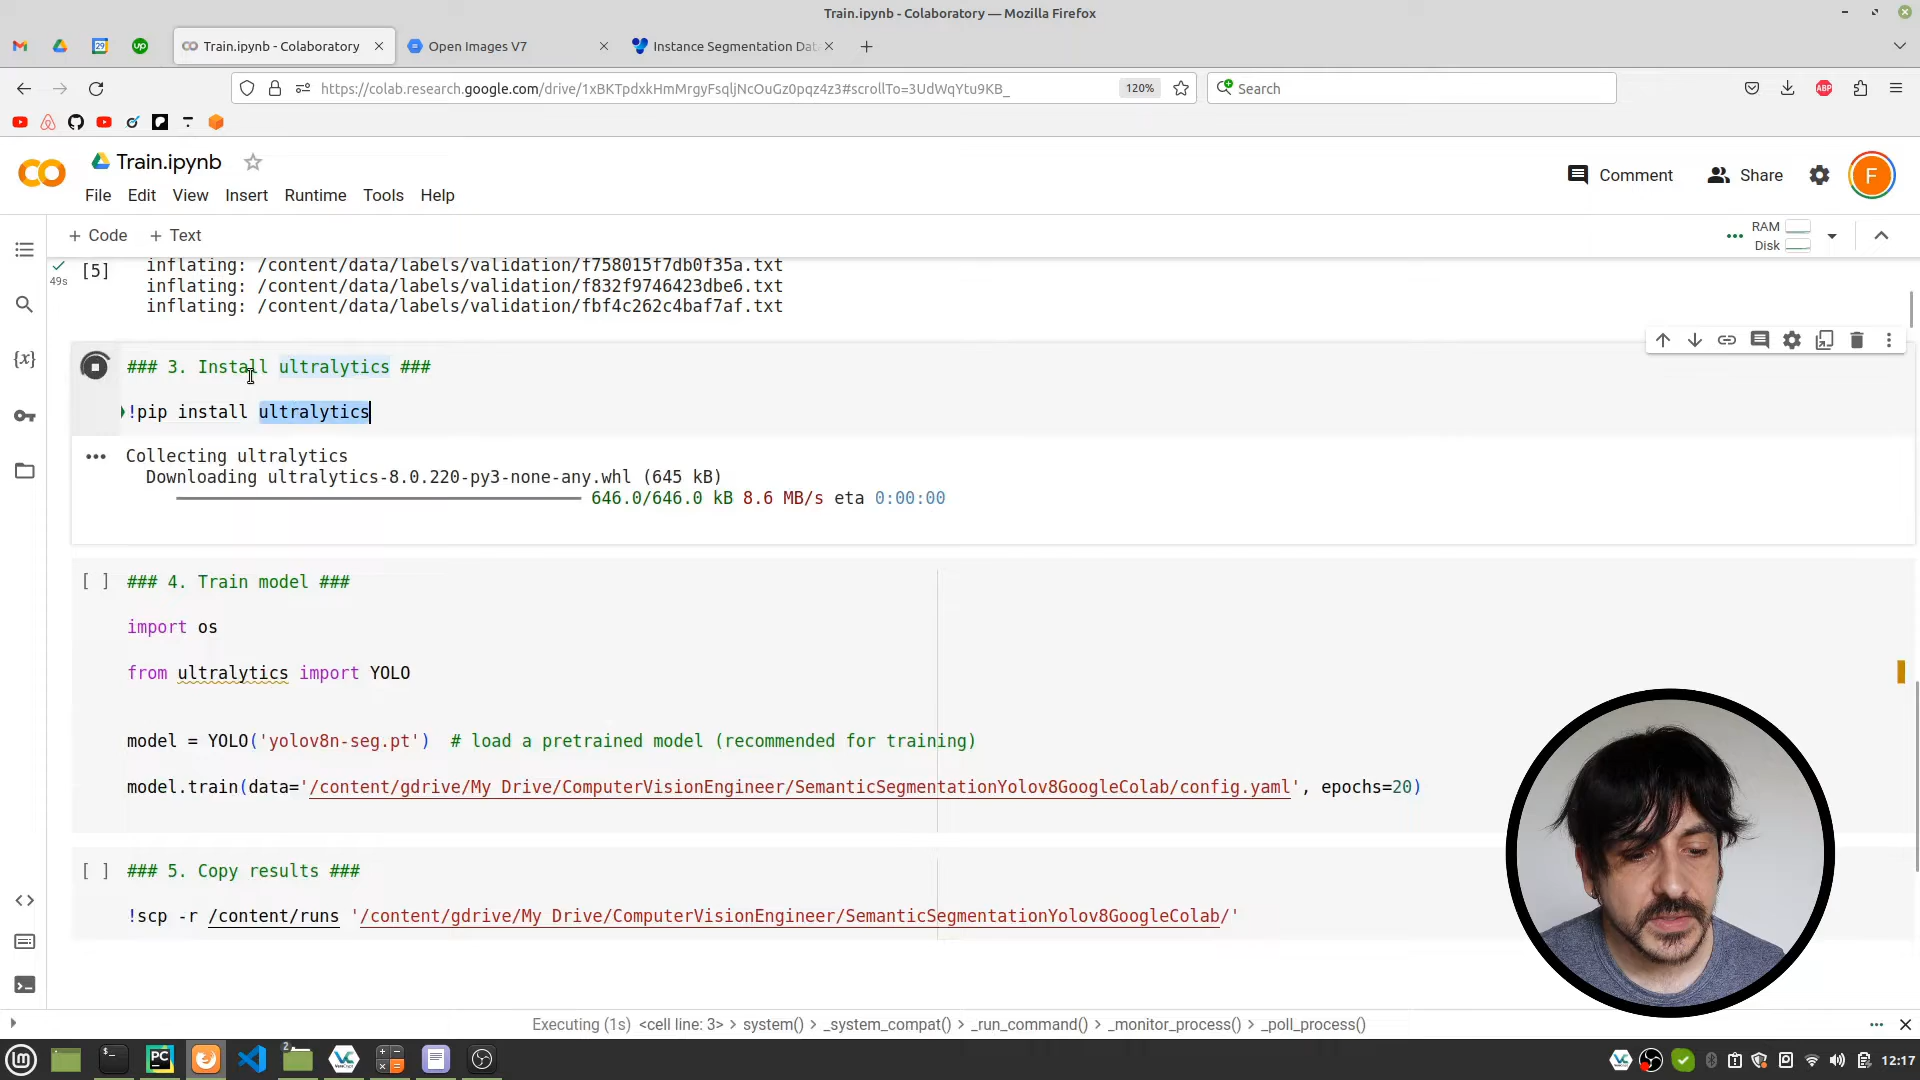 Train.ipynb - Colaboratory — Mozilla Firefox
Train.ipynb - Colaboratory
Open Images V7
Instance Segmentation Dat
https://colab.research.google.com/drive/1xBKTpdxkHmMrgyFsqljNcOuGz0pqz4z3#scrollTo=3UdWqYtu9KB_
120%
Search
Train.ipynb
Comment
Share
F
File Edit View Insert Runtime Tools Help
+ Code + Text
RAM
Disk
[5]
49s
inflating: /content/data/labels/validation/f758015f7db0f35a.txt
inflating: /content/data/labels/validation/f832f9746423dbe6.txt
inflating: /content/data/labels/validation/fbf4c262c4baf7af.txt
### 3. Install ultralytics ###
!pip install ultralytics
Collecting ultralytics
Downloading ultralytics-8.0.220-py3-none-any.whl (645 kB)
646.0/646.0 kB 8.6 MB/s eta 0:00:00
[ ] ### 4. Train model ###
import os
from ultralytics import YOLO
model = YOLO('yolov8n-seg.pt')  # load a pretrained model (recommended for training)
model.train(data='/content/gdrive/My Drive/ComputerVisionEngineer/SemanticSegmentationYolov8GoogleColab/config.yaml', epochs=20)
[ ] ### 5. Copy results ###
!scp -r /content/runs '/content/gdrive/My Drive/ComputerVisionEngineer/SemanticSegmentationYolov8GoogleColab/'
Executing (1s) <cell line: 3> > system() > _system_compat() > _run_command() > _monitor_process() > _poll_process()
12:17